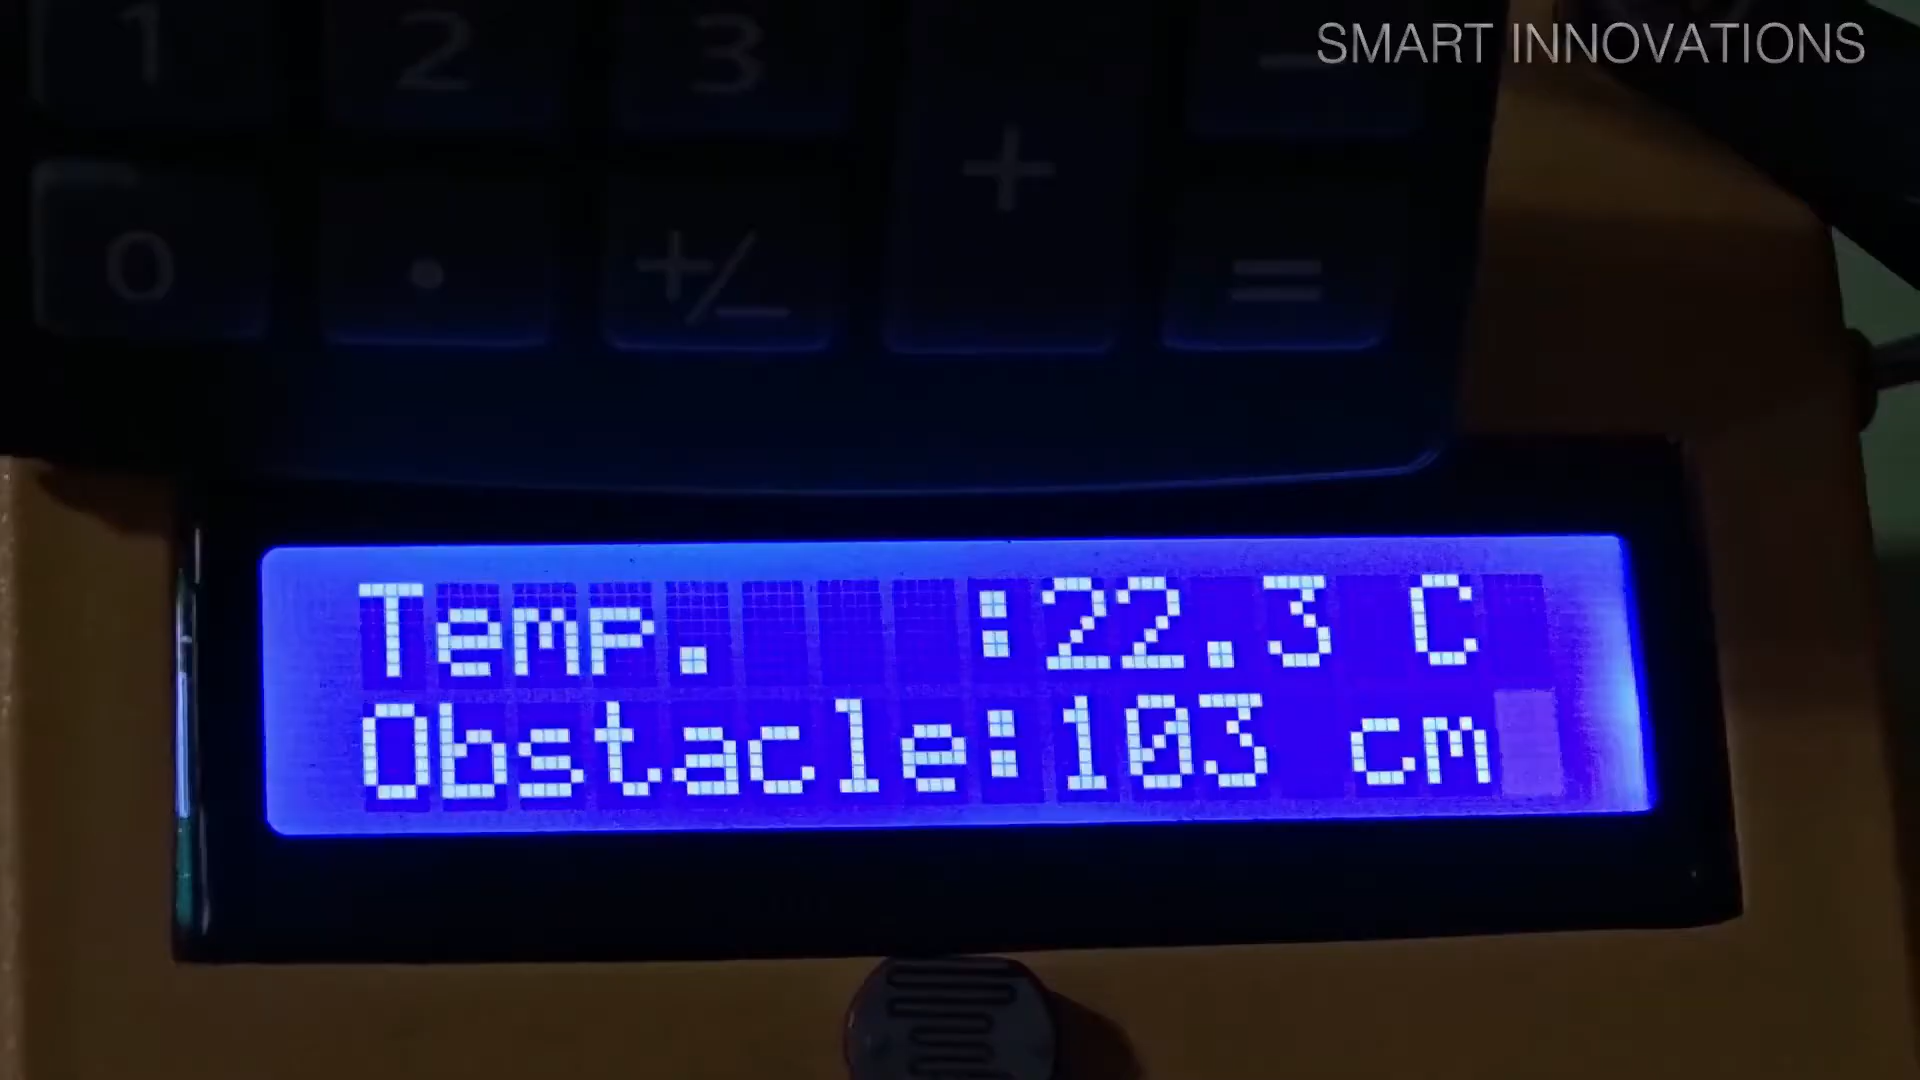 SMART INNOVATIONS
1 2 3 + −
0 . +/− =
Temp. :22.3 C
Obstacle:103 cm